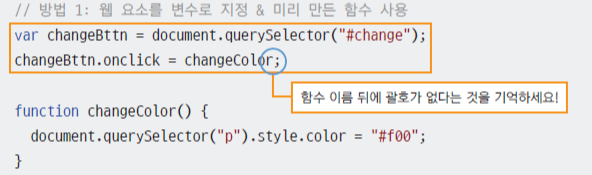 // 방법 1: 웹 요소를 변수로 지정 & 미리 만든 함수 사용
var changeBttn = document.querySelector("#change");
changeBttn.onclick = changeColor;
함수 이름 뒤에 괄호가 없다는 것을 기억하세요!
function changeColor() {
  document.querySelector("p").style.color = "#f00";
}